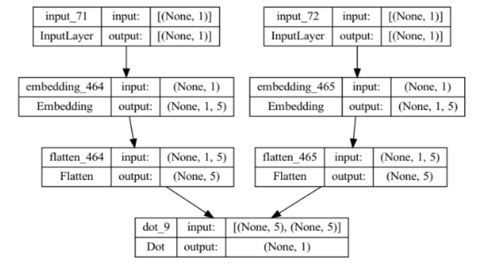 input_71 input: [(None, 1)]
InputLayer output: [(None, 1)]
input_72 input: [(None, 1)]
InputLayer output: [(None, 1)]
embedding_464 input: (None, 1)
Embedding output: (None, 1, 5)
embedding_465 input: (None, 1)
Embedding output: (None, 1, 5)
flatten_464 input: (None, 1, 5)
Flatten output: (None, 5)
flatten_465 input: (None, 1, 5)
Flatten output: (None, 5)
dot_9 input: [(None, 5), (None, 5)]
Dot output: (None, 1)